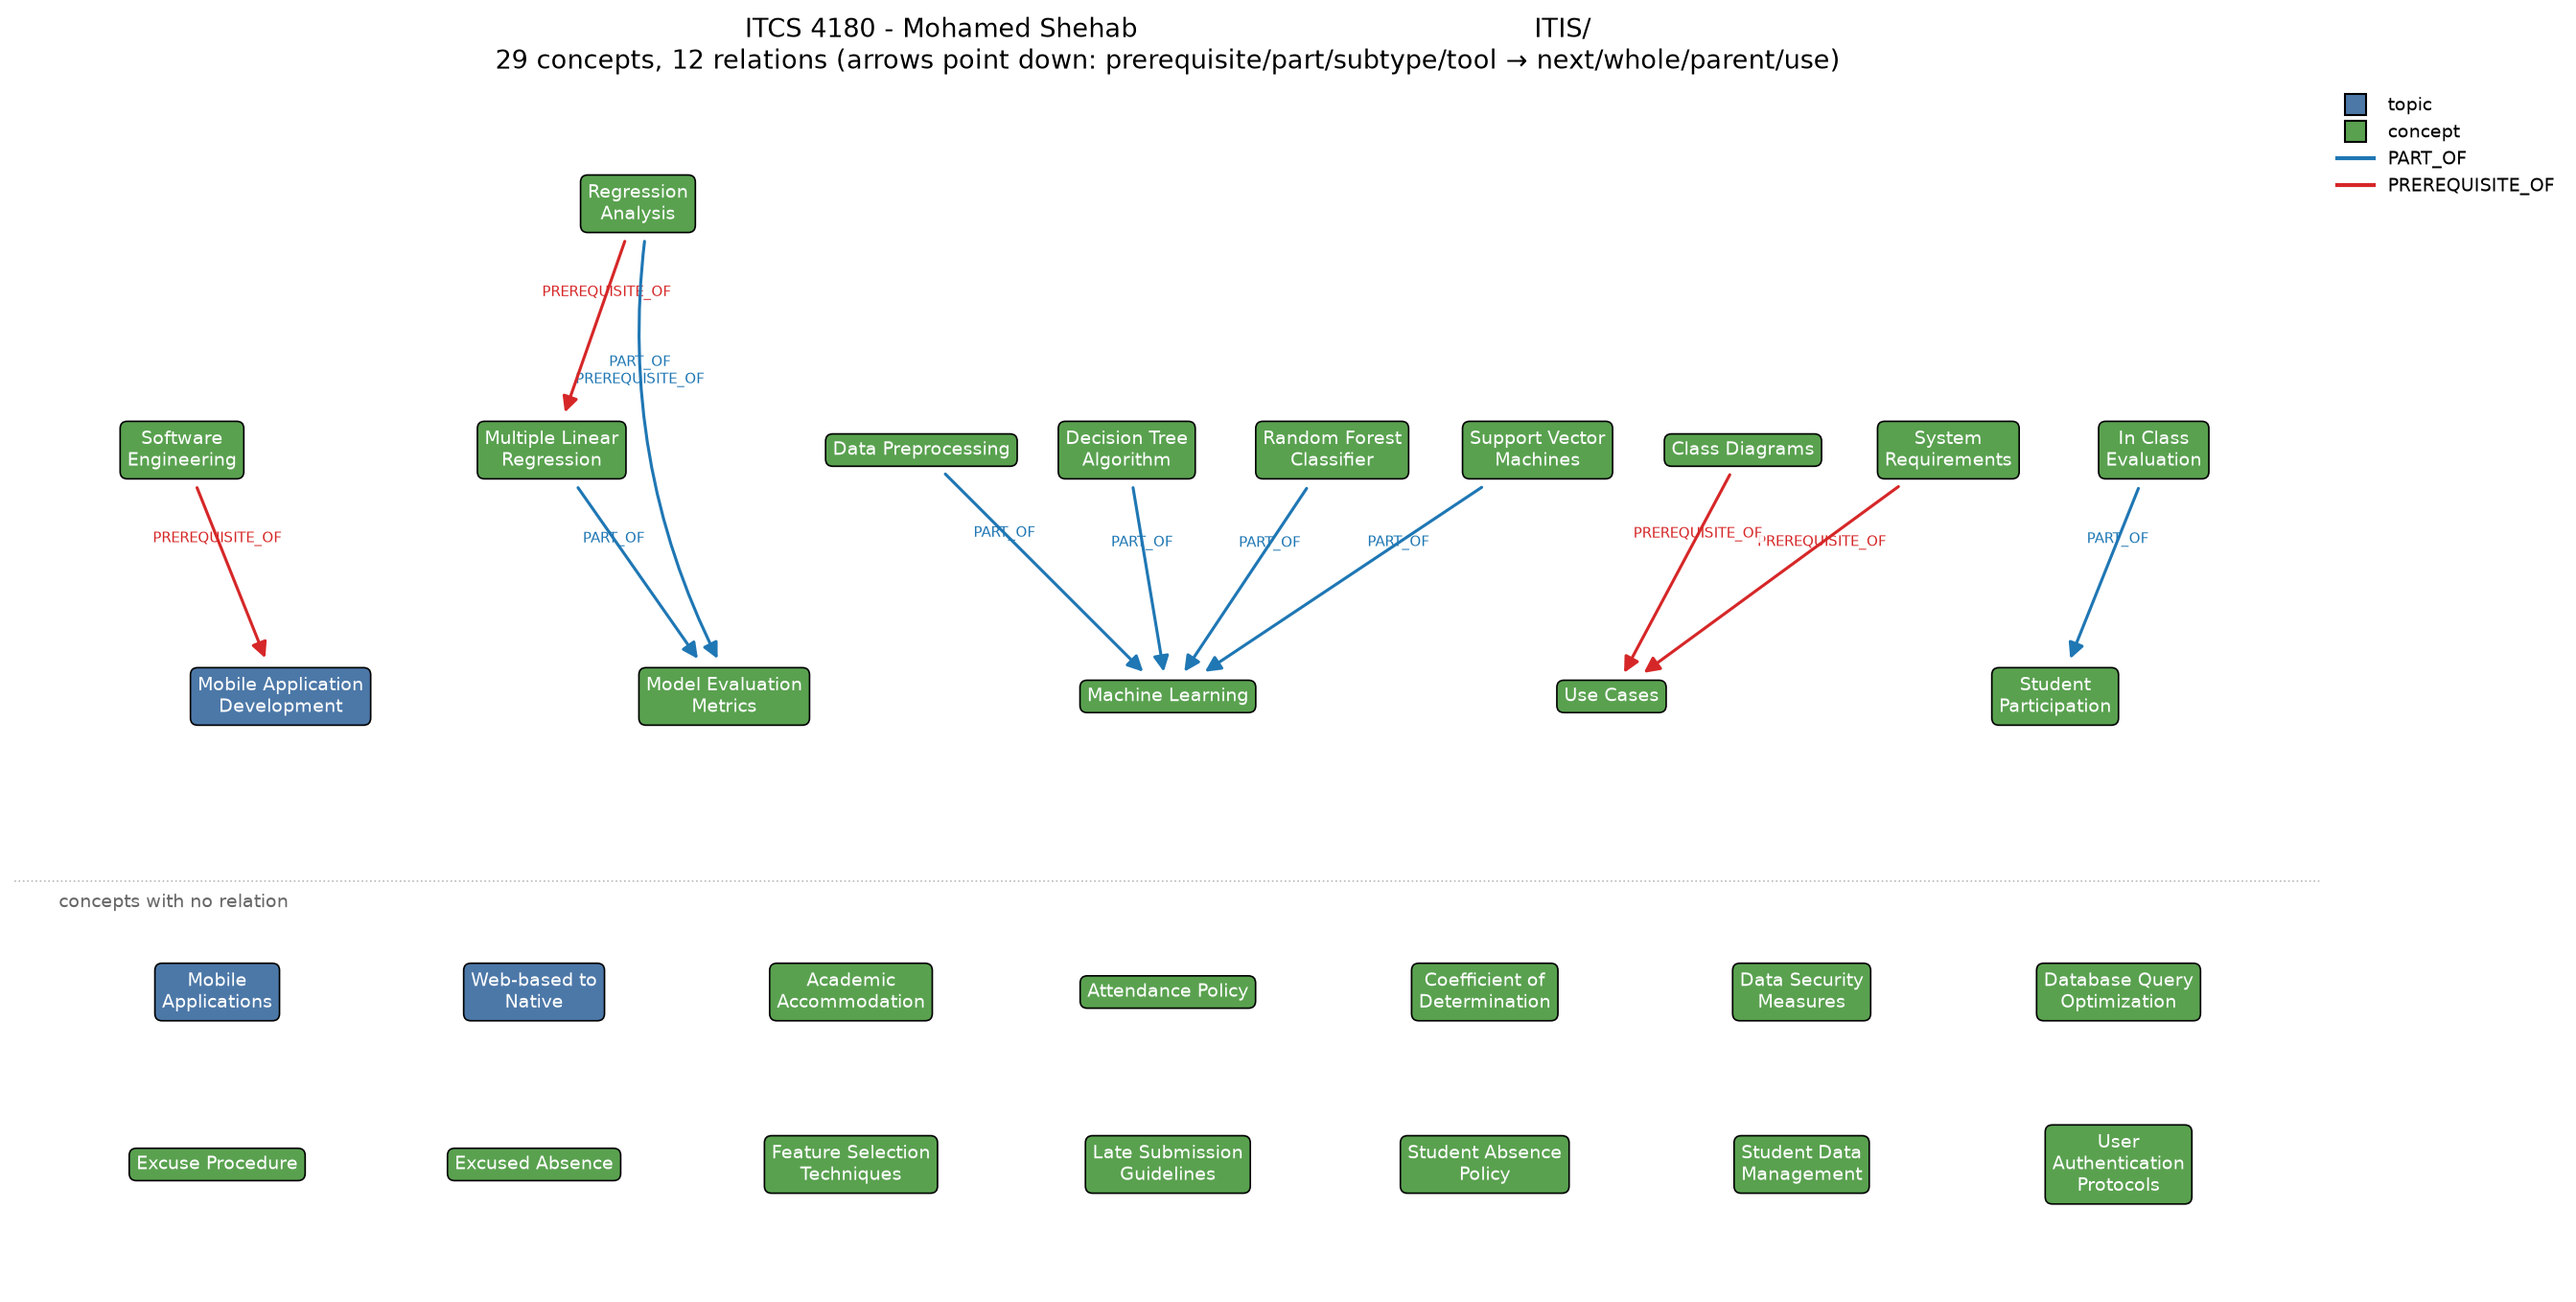 ITCS 4180 - Mohamed Shehab ITIS/
29 concepts, 12 relations (arrows point down: prerequisite/part/subtype/tool → next/whole/parent/use)
topic
concept
PART_OF
PREREQUISITE_OF
Regression
Analysis
PREREQUISITE_OF
PART_OF
PREREQUISITE_OF
Software
Engineering
Multiple Linear
Regression
Data Preprocessing
Decision Tree
Algorithm
Random Forest
Classifier
Support Vector
Machines
Class Diagrams
System
Requirements
In Class
Evaluation
PREREQUISITE_OF
PART_OF
PART_OF
PART_OF
PART_OF
PART_OF
PREREQUISITE_OF
PREREQUISITE_OF
PART_OF
Mobile Application
Development
Model Evaluation
Metrics
Machine Learning
Use Cases
Student
Participation
concepts with no relation
Mobile
Applications
Web-based to
Native
Academic
Accommodation
Attendance Policy
Coefficient of
Determination
Data Security
Measures
Database Query
Optimization
Excuse Procedure
Excused Absence
Feature Selection
Techniques
Late Submission
Guidelines
Student Absence
Policy
Student Data
Management
User
Authentication
Protocols